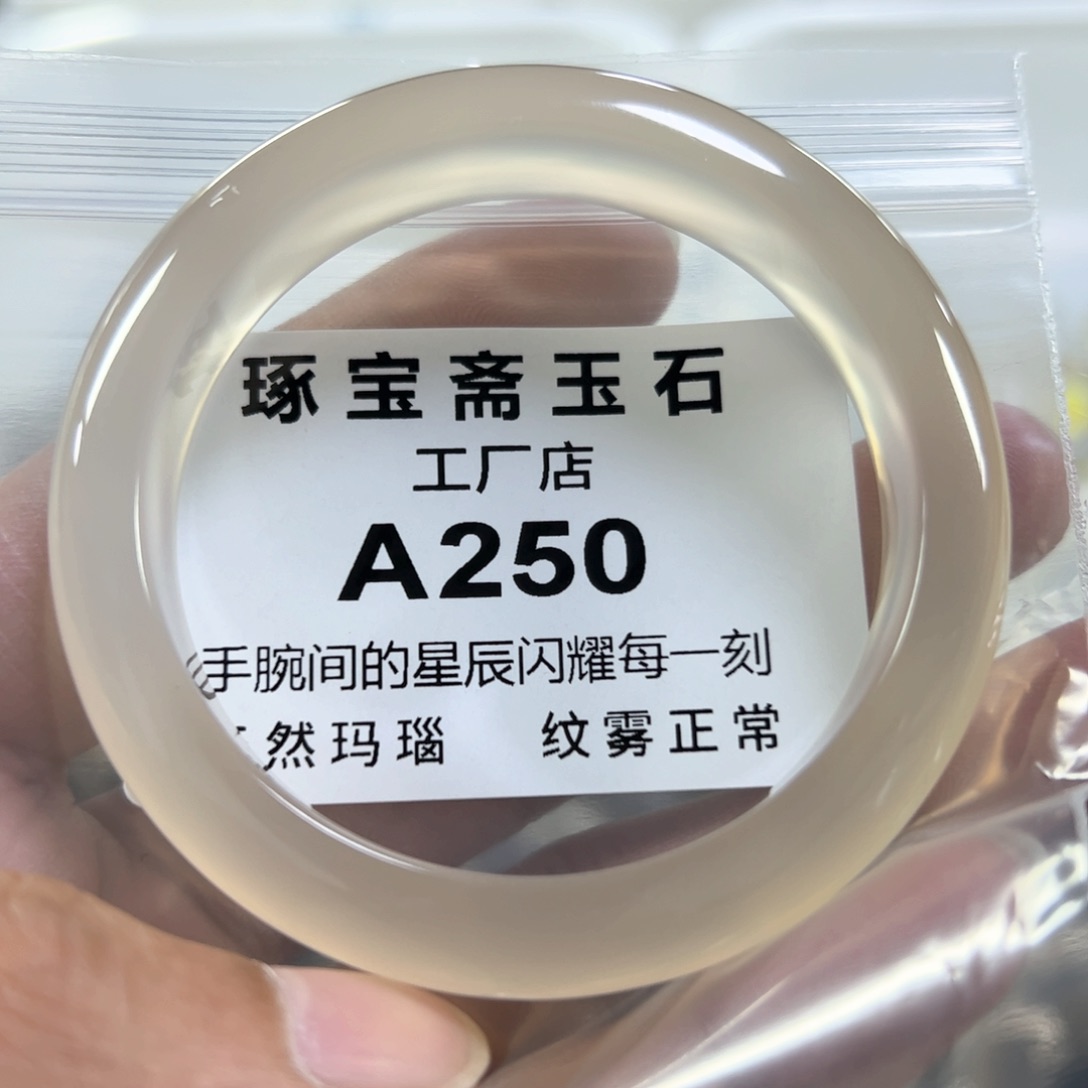 琢宝斋玉石
工厂店
A250
手腕间的星辰闪耀每一刻
然玛瑙 纹雾正常